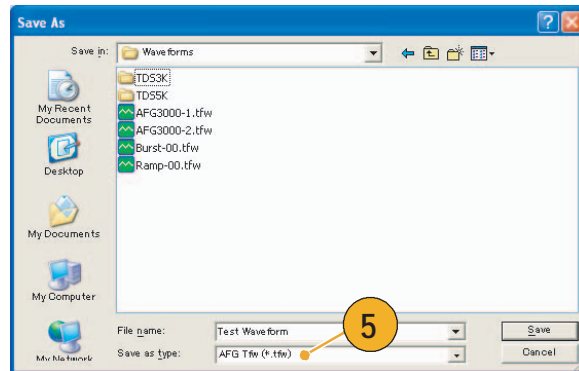 Save As
Save in:
Waveforms
My Recent
Documents
Desktop
My Documents
My Computer
My Network
TDS3K
TDS5K
AFG3000-1.tfw
AFG3000-2.tfw
Burst-00.tfw
Ramp-00.tfw
File name:
Test Waveform
Save
Save as type:
AFG Tfw (*.tfw)
Cancel
5